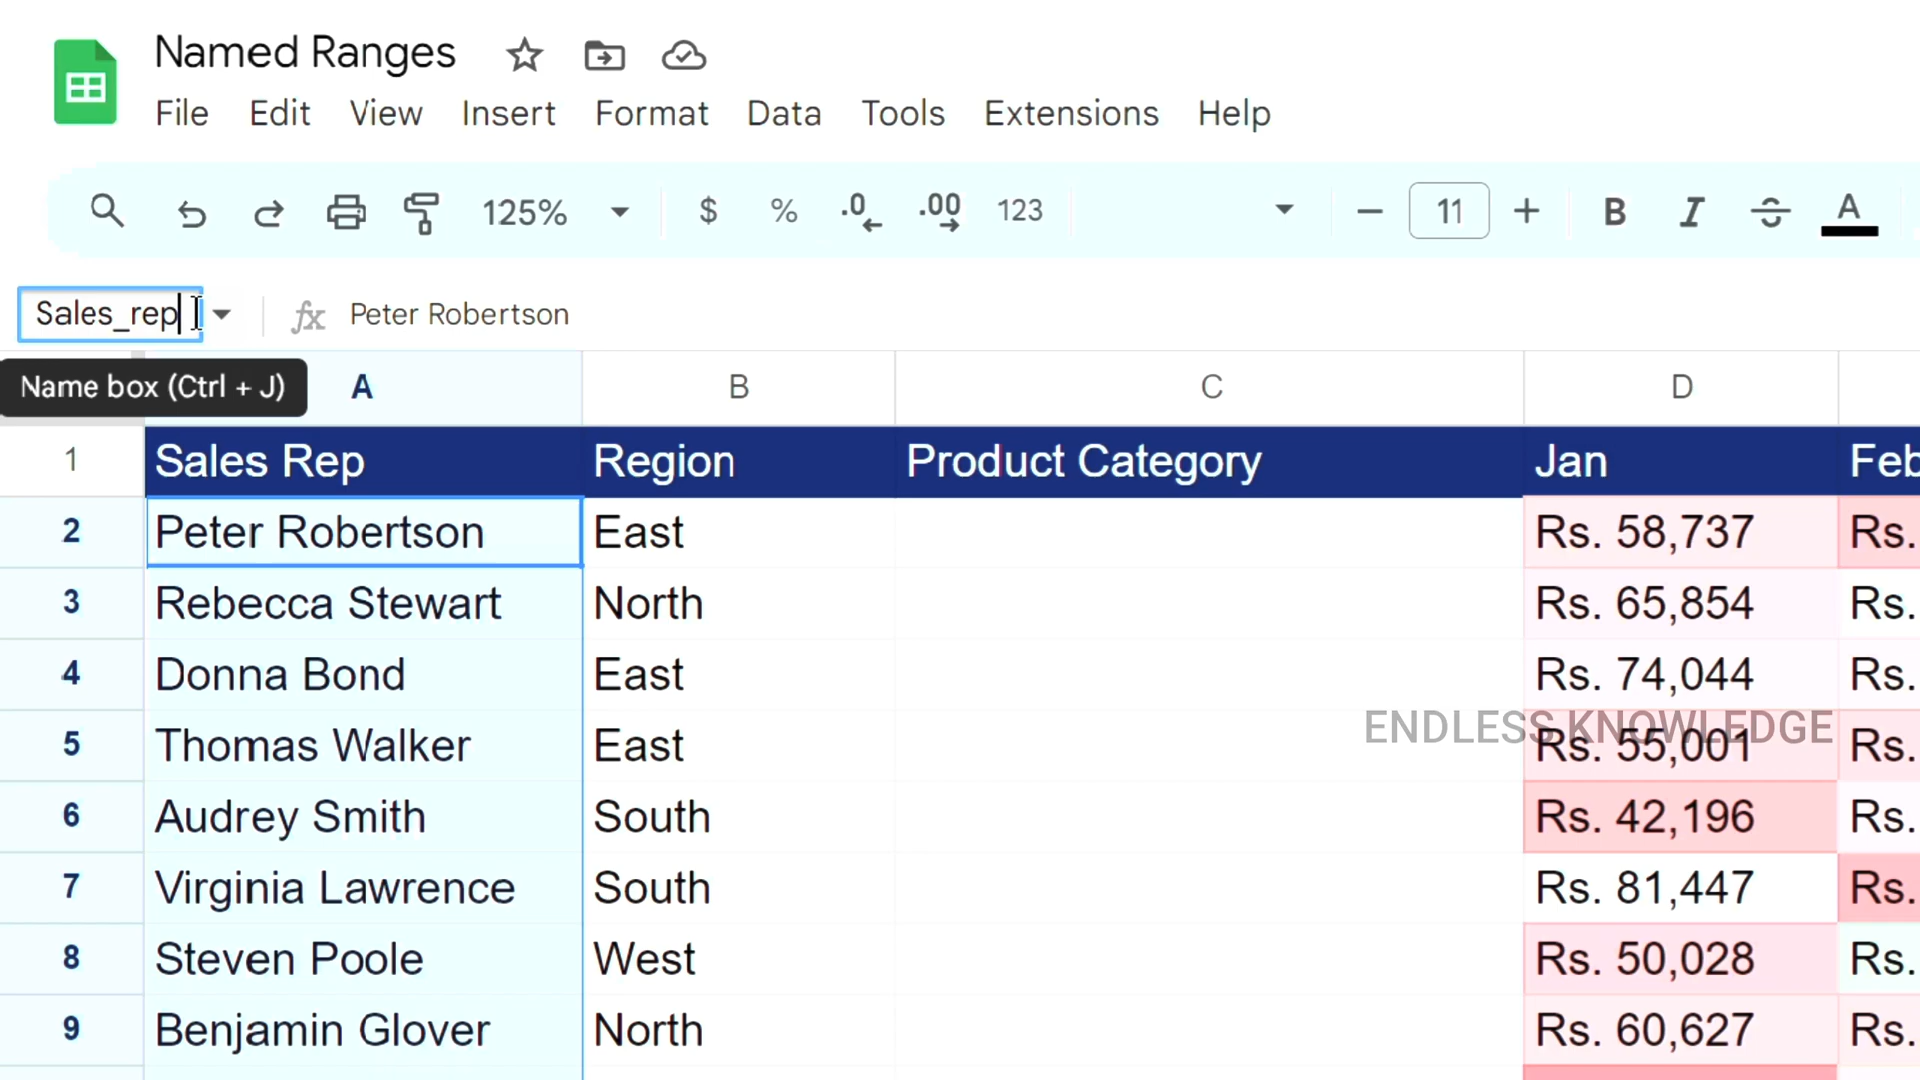 Named Ranges
File Edit View Insert Format Data Tools Extensions Help
125% $ % .0 .00 123 11 B I S A
Sales_rep fx Peter Robertson
Name box (Ctrl + J)
A B C D
1 Sales Rep Region Product Category Jan Feb
2 Peter Robertson East Rs. 58,737 Rs.
3 Rebecca Stewart North Rs. 65,854 Rs.
4 Donna Bond East Rs. 74,044 Rs.
ENDLESS KNOWLEDGE
5 Thomas Walker East Rs. 55,001 Rs.
6 Audrey Smith South Rs. 42,196 Rs.
7 Virginia Lawrence South Rs. 81,447 Rs.
8 Steven Poole West Rs. 50,028 Rs.
9 Benjamin Glover North Rs. 60,627 Rs.